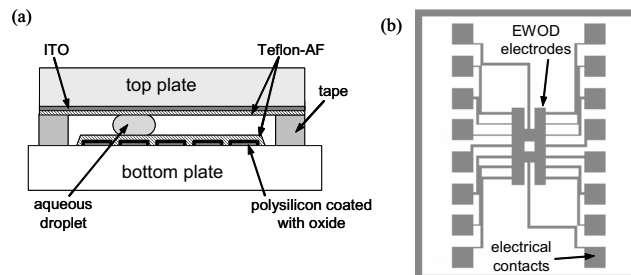 (a)
ITO
Teflon-AF
top plate
tape
bottom plate
aqueous
droplet
polysilicon coated
with oxide
(b)
EWOD
electrodes
electrical
contacts